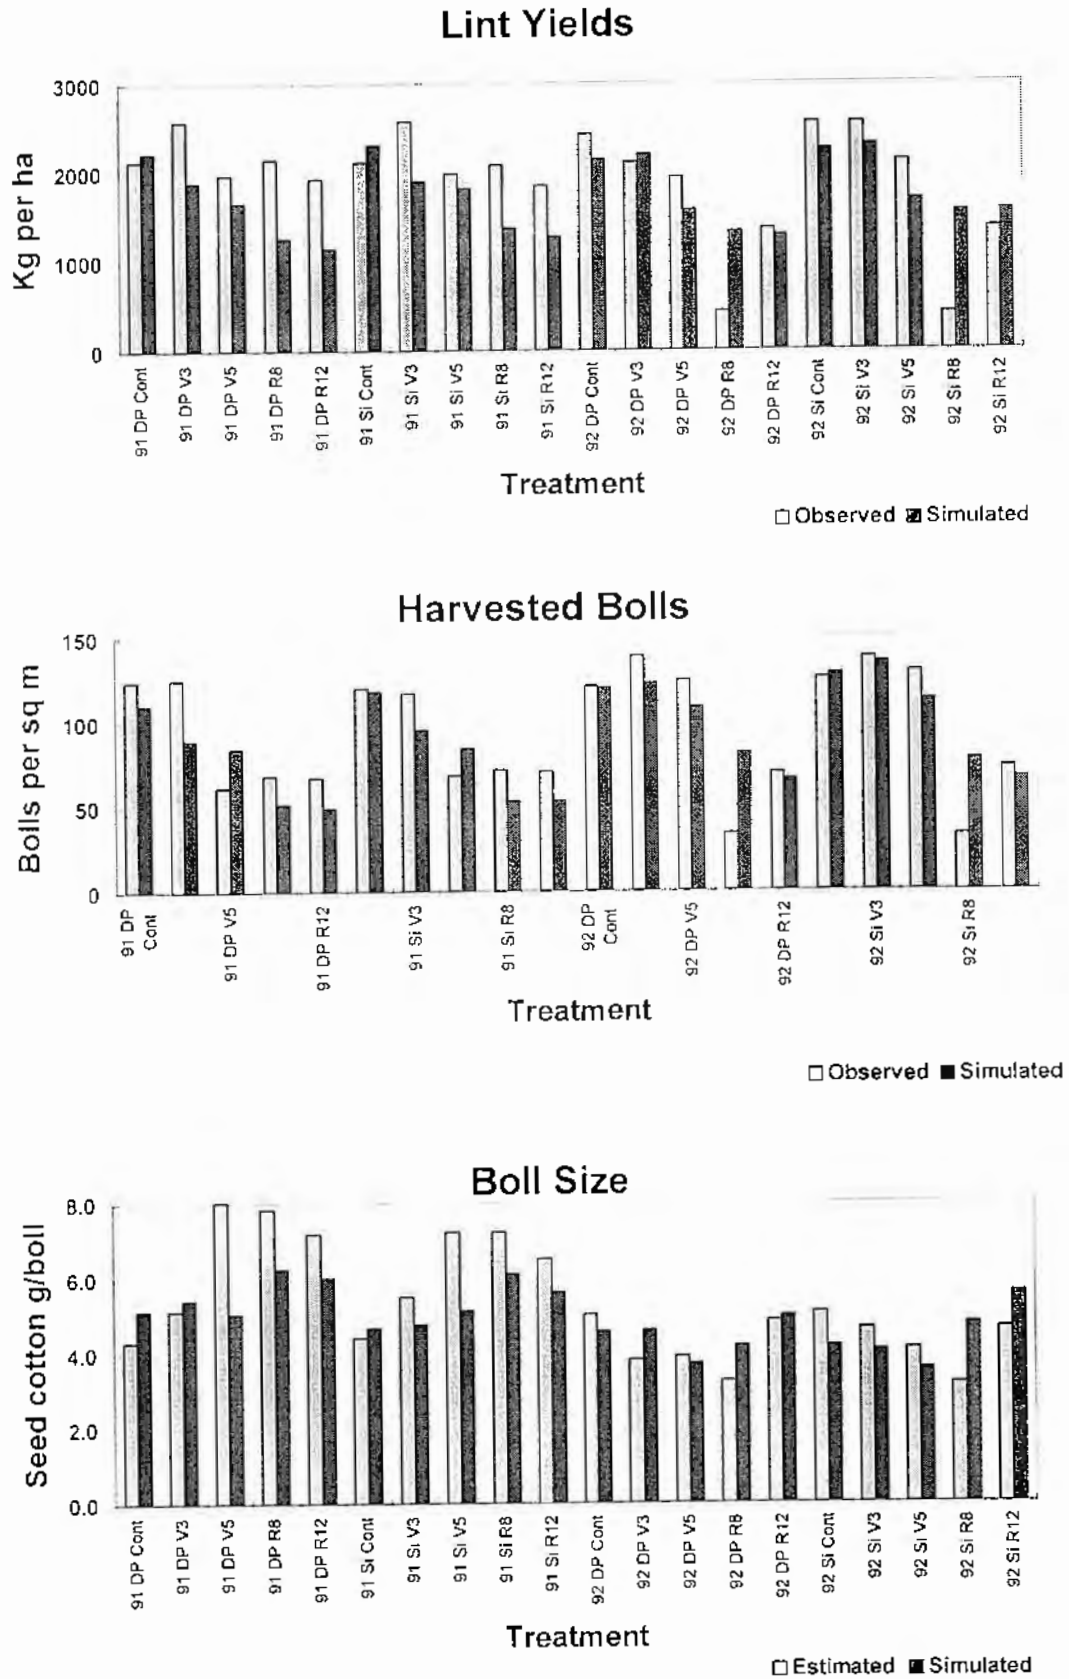 Lint Yields
3000
2000
1000
0
Kg per ha
91 DP Cont
91 DP V3
91 DP V5
91 DP R8
91 DP R12
91 Si Cont
91 Si V3
91 Si V5
91 Si R8
91 Si R12
92 DP Cont
92 DP V3
92 DP V5
92 DP R8
92 DP R12
92 Si Cont
92 Si V3
92 Si V5
92 Si R8
92 Si R12
Treatment
Observed Simulated
Harvested Bolls
150
100
50
0
Bolls per sq m
91 DP
Cont
91 DP V5
91 DP R12
91 Si V3
91 Si R8
92 DP
Cont
92 DP V5
92 DP R12
92 Si V3
92 Si R8
Treatment
Observed Simulated
Boll Size
8.0
6.0
4.0
2.0
0.0
Seed cotton g/boll
91 DP Cont
91 DP V3
91 DP V5
91 DP R8
91 DP R12
91 Si Cont
91 Si V3
91 Si V5
91 Si R8
91 Si R12
92 DP Cont
92 DP V3
92 DP V5
92 DP R8
92 DP R12
92 Si Cont
92 Si V3
92 Si V5
92 Si R8
92 Si R12
Treatment
Estimated Simulated